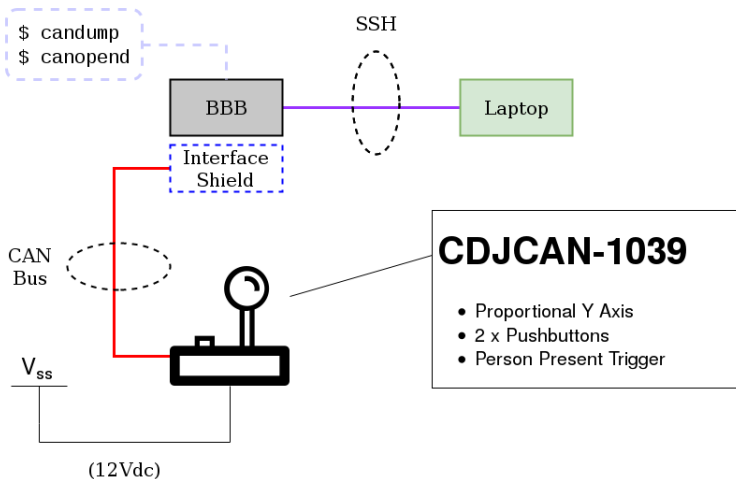 $ candump
$ canopend
SSH
BBB
Laptop
Interface
Shield
CAN
Bus
CDJCAN-1039
• Proportional Y Axis
• 2 x Pushbuttons
• Person Present Trigger
Vss
(12Vdc)